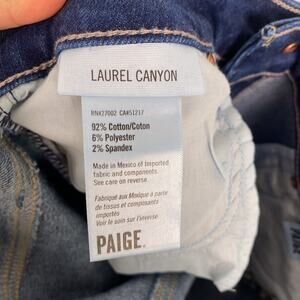 LAUREL CANYON
RN#27002 CA#51217
92% Cotton/Coton
6% Polyester
2% Spandex
Made in Mexico of Imported
fabric and components.
See care on reverse.
Fabriqué aux Mexique à partir
de tissus et composants
importés
Voir le soin sur l'inverse
PAIGE.